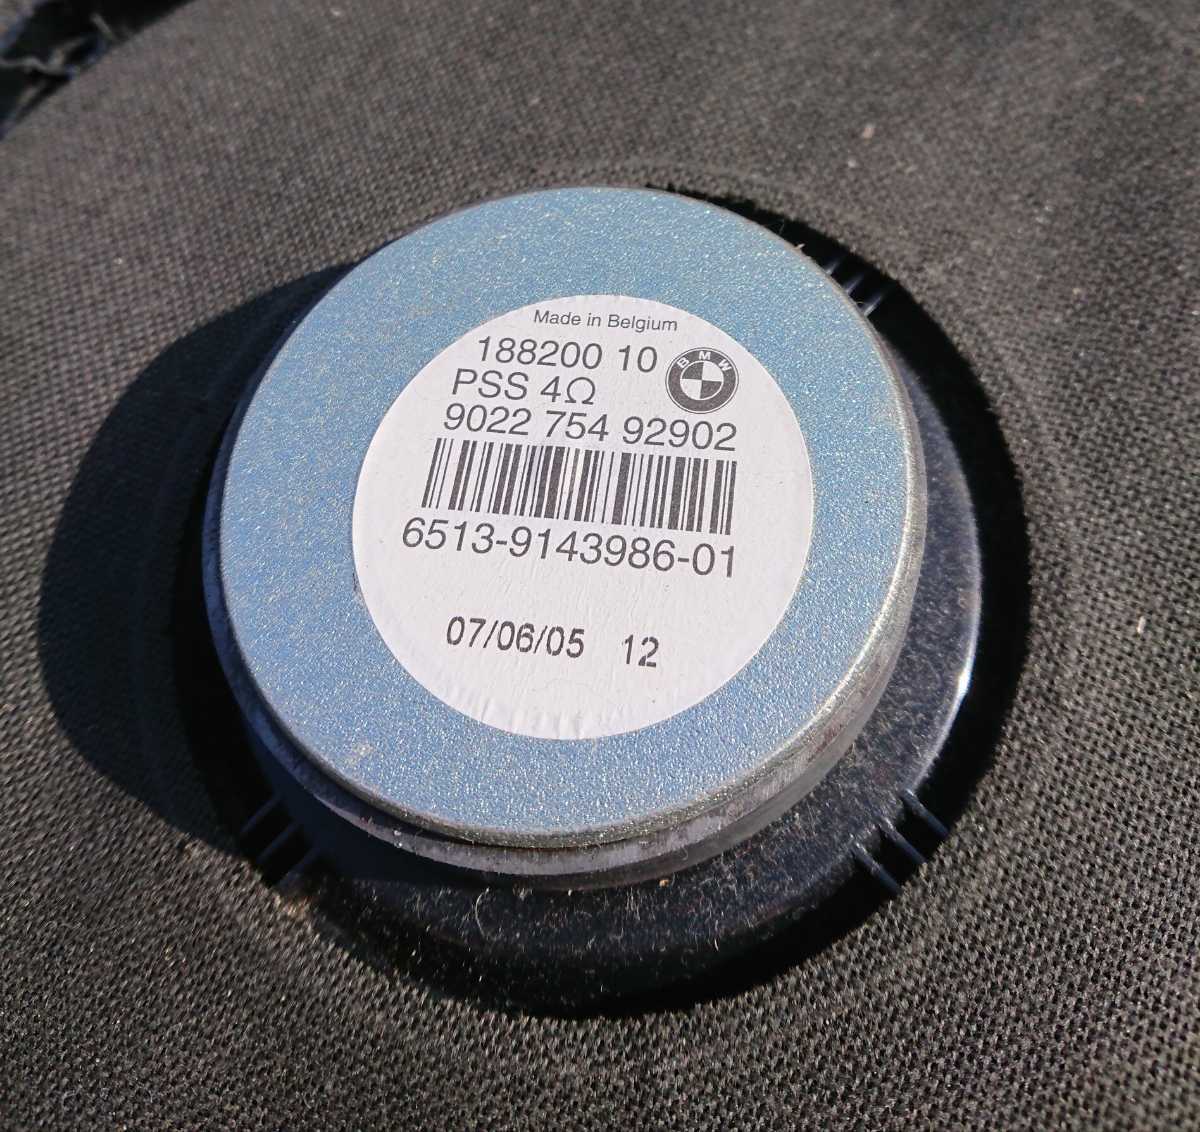 Made in Belgium
188200 10
BMW
PSS 4Ω
9022 754 92902
6513-9143986-01
07/06/05 12